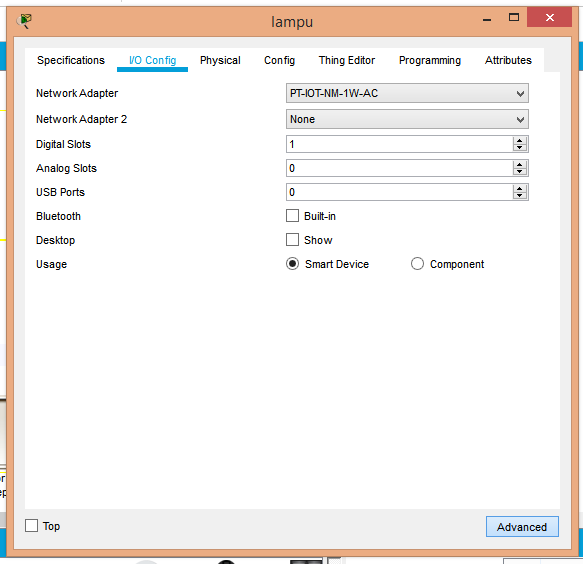 lampu
Specifications I/O Config Physical Config Thing Editor Programming Attributes
Network Adapter PT-IOT-NM-1W-AC
Network Adapter 2 None
Digital Slots 1
Analog Slots 0
USB Ports 0
Bluetooth Built-in
Desktop Show
Usage Smart Device Component
Top Advanced